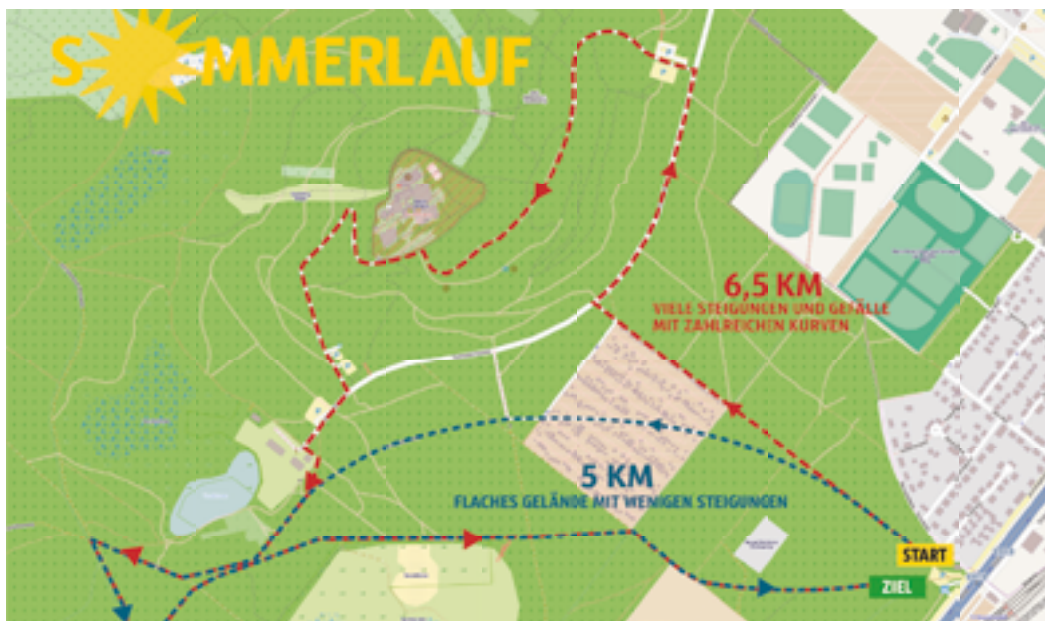 SOMMERLAUF
6,5 KM
VIELE STEIGUNGEN UND GEFÄLLE
MIT ZAHLREICHEN KURVEN
5 KM
FLACHES GELÄNDE MIT WENIGEN STEIGUNGEN
START
ZIEL